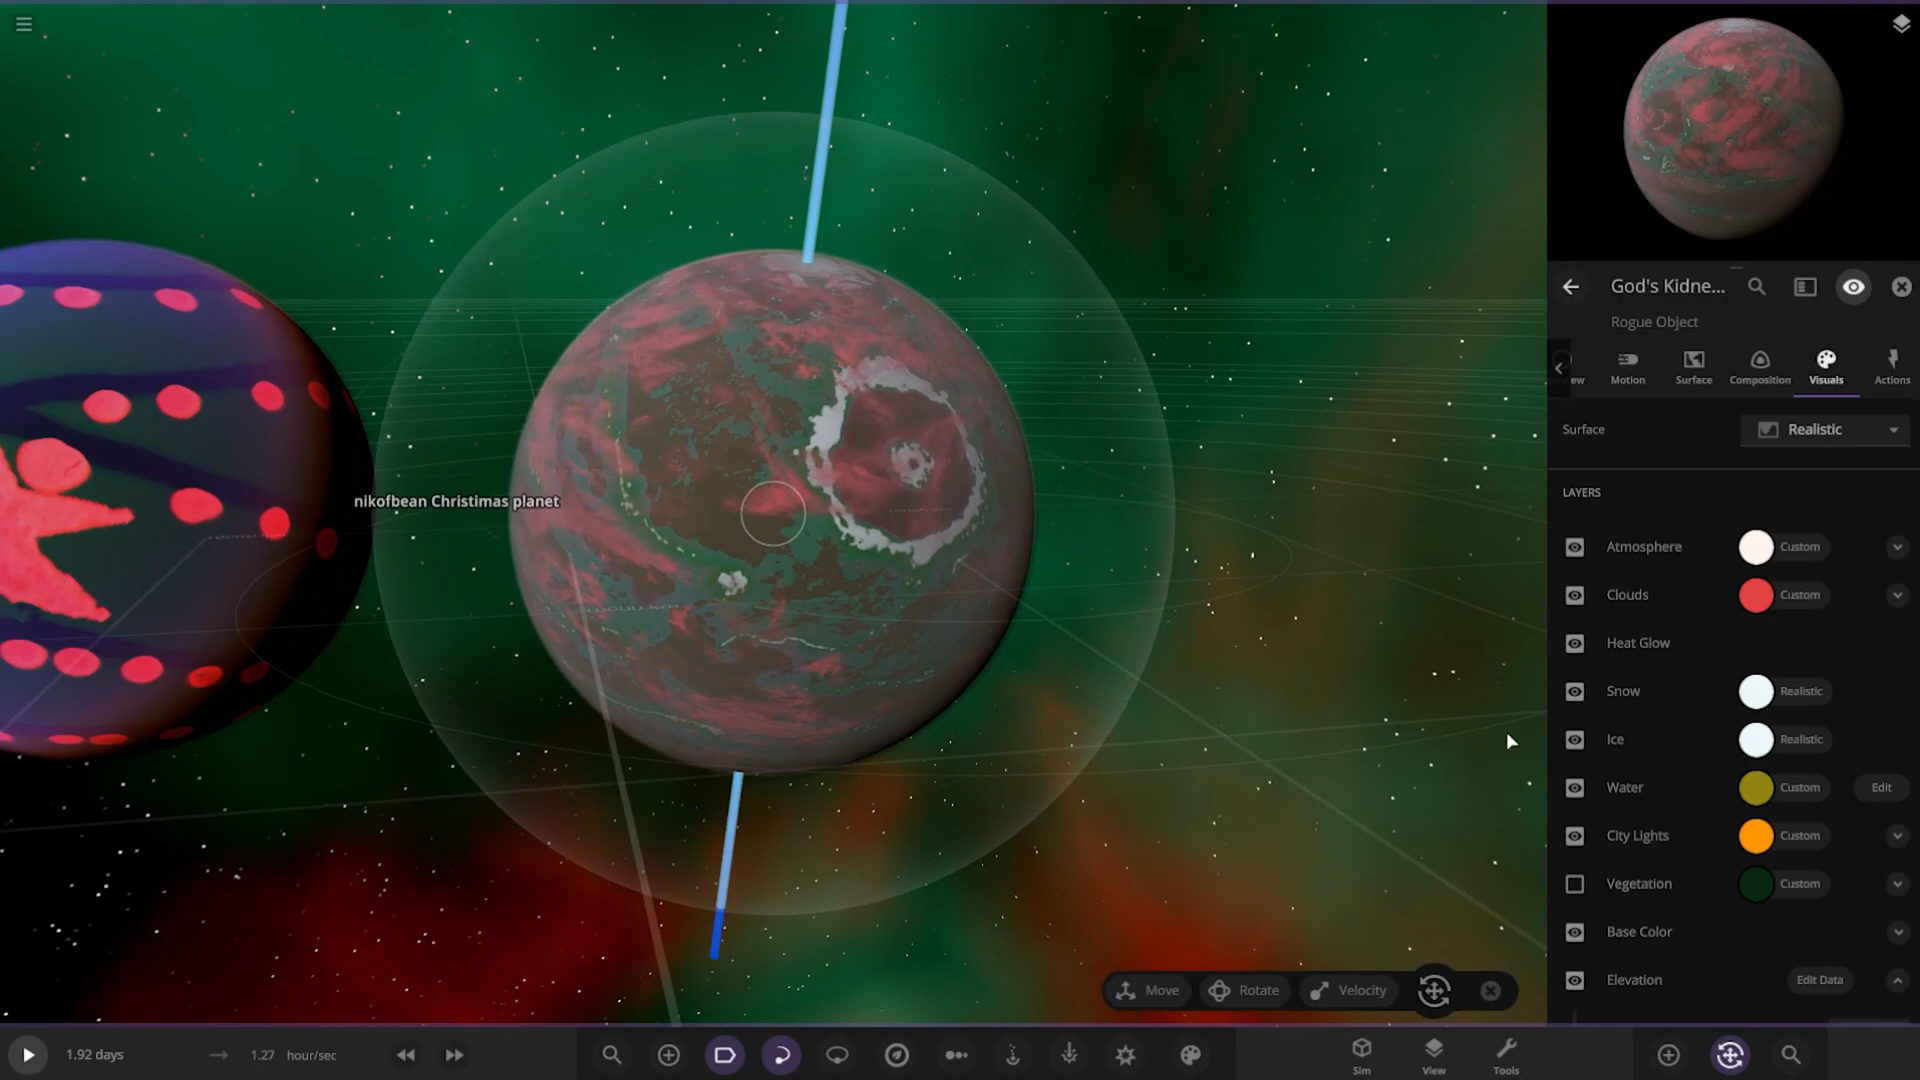 God's Kidne...
Rogue Object
ew
Motion
Surface
Composition
Visuals
Actions
Surface
Realistic
LAYERS
Atmosphere
Custom
Clouds
Custom
Heat Glow
Snow
Realistic
Ice
Realistic
Water
Custom
Edit
City Lights
Custom
Vegetation
Custom
Base Color
Elevation
Edit Data
nikofbean Christimas planet
Move
Rotate
Velocity
1.92 days
1.27 hour/sec
Sim
View
Tools